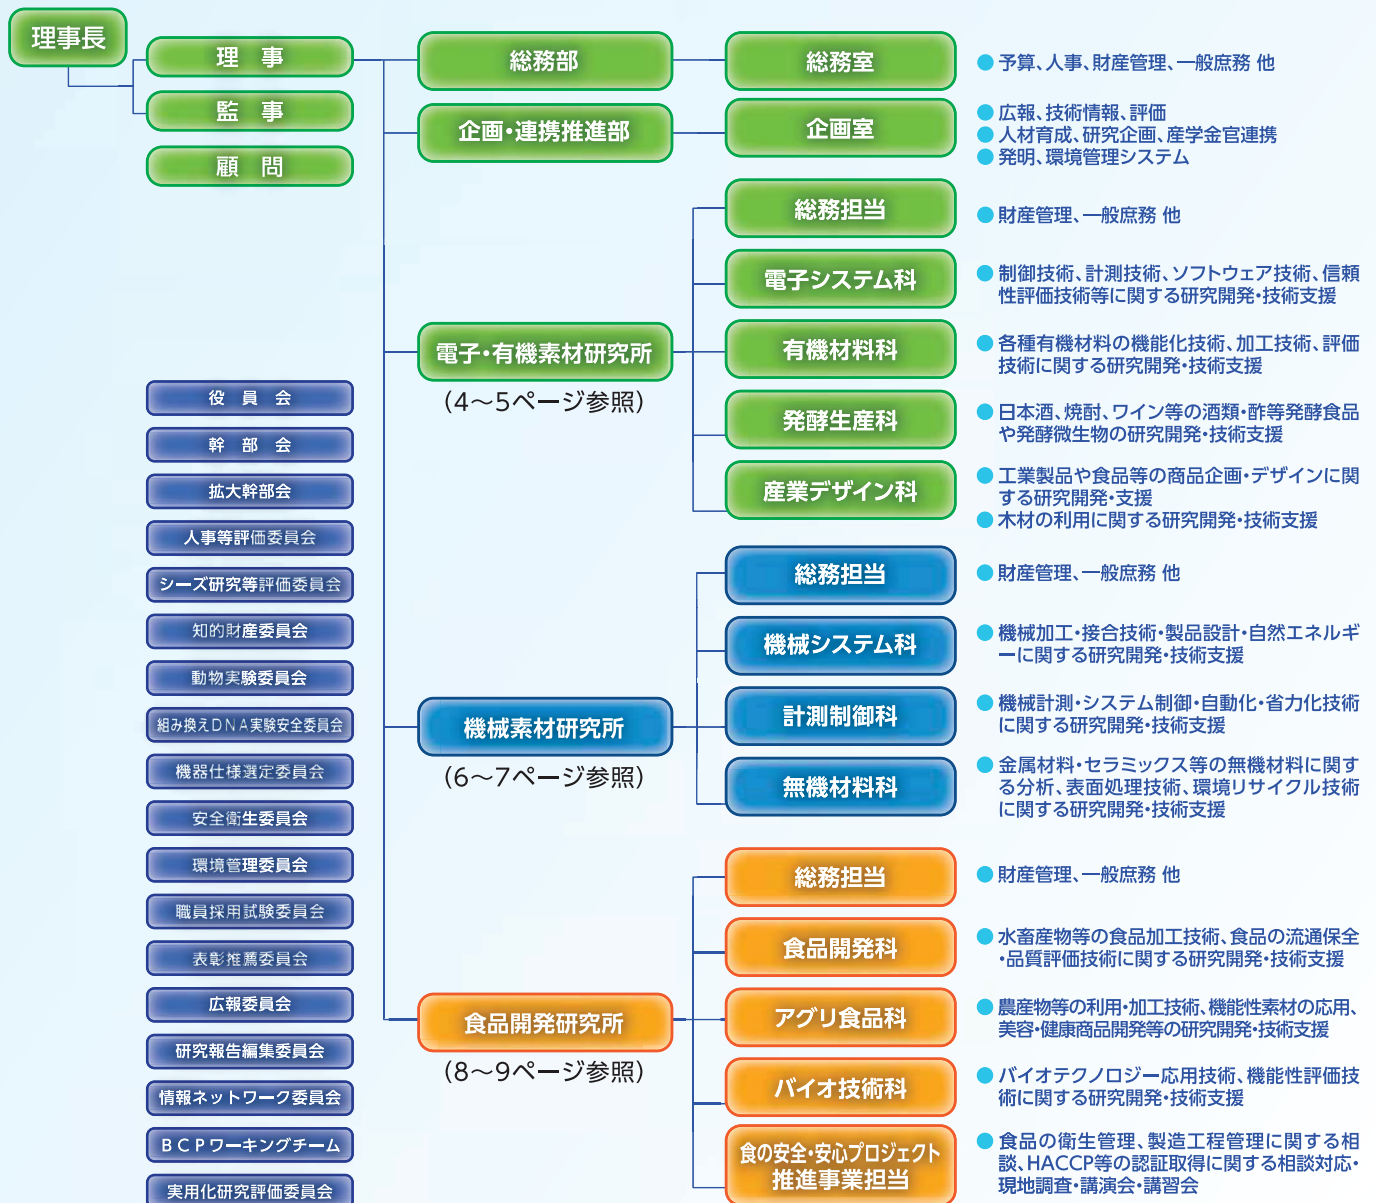 理事長
理　事
監　事
顧　問
総務部
総務室
●予算、人事、財産管理、一般庶務 他
企画・連携推進部
企画室
●広報、技術情報、評価
●人材育成、研究企画、産学金官連携
●発明、環境管理システム
電子・有機素材研究所
（4～5ページ参照）
総務担当
●財産管理、一般庶務 他
電子システム科
●制御技術、計測技術、ソフトウェア技術、信頼
性評価技術等に関する研究開発・技術支援
有機材料科
●各種有機材料の機能化技術、加工技術、評価
技術に関する研究開発・技術支援
発酵生産科
●日本酒、焼酎、ワイン等の酒類・酢等発酵食品
や発酵微生物の研究開発・技術支援
産業デザイン科
●工業製品や食品等の商品企画・デザインに関
する研究開発・支援
●木材の利用に関する研究開発・技術支援
機械素材研究所
（6～7ページ参照）
総務担当
●財産管理、一般庶務 他
機械システム科
●機械加工・接合技術・製品設計・自然エネルギ
ーに関する研究開発・技術支援
計測制御科
●機械計測・システム制御・自動化・省力化技術
に関する研究開発・技術支援
無機材料科
●金属材料・セラミックス等の無機材料に関す
る分析、表面処理技術、環境リサイクル技術
に関する研究開発・技術支援
食品開発研究所
（8～9ページ参照）
総務担当
●財産管理、一般庶務 他
食品開発科
●水畜産物等の食品加工技術、食品の流通保全
・品質評価技術に関する研究開発・技術支援
アグリ食品科
●農産物等の利用・加工技術、機能性素材の応用、
美容・健康商品開発等の研究開発・技術支援
バイオ技術科
●バイオテクノロジー応用技術、機能性評価技
術に関する研究開発・技術支援
食の安全・安心プロジェクト
推進事業担当
●食品の衛生管理、製造工程管理に関する相
談、HACCP等の認証取得に関する相談対応・
現地調査・講演会・講習会
役　員　会
幹　部　会
拡大幹部会
人事等評価委員会
シーズ研究等評価委員会
知的財産委員会
動物実験委員会
組み換えＤＮＡ実験安全委員会
機器仕様選定委員会
安全衛生委員会
環境管理委員会
職員採用試験委員会
表彰推薦委員会
広報委員会
研究報告編集委員会
情報ネットワーク委員会
ＢＣＰワーキングチーム
実用化研究評価委員会